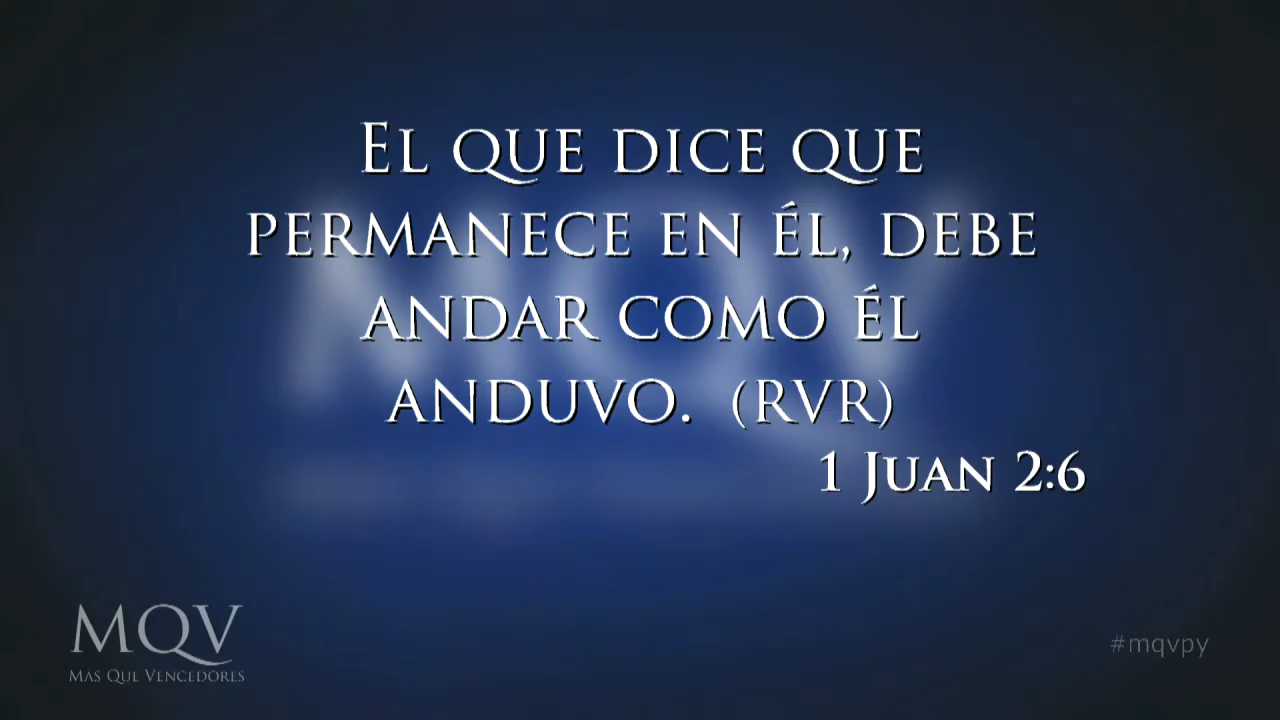 El que dice que
permanece en Él, debe
andar como Él
anduvo. (RVR)
1 Juan 2:6
MQV
Más Que Vencedores
#mqvpy